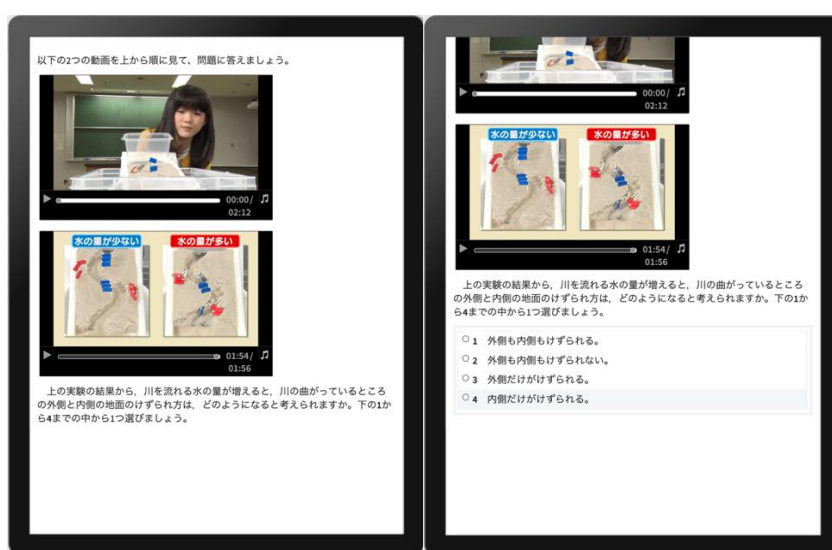 以下の2つの動画を上から順に見て、問題に答えましょう。
00:00/
02:12
水の量が少ない
水の量が多い
01:54/
01:56
上の実験の結果から，川を流れる水の量が増えると，川の曲がっているところ
の外側と内側の地面のけずられ方は，どのようになると考えられますか。下の1か
ら4までの中から1つ選びましょう。
00:00/
02:12
水の量が少ない
水の量が多い
01:54/
01:56
上の実験の結果から，川を流れる水の量が増えると，川の曲がっているところ
の外側と内側の地面のけずられ方は，どのようになると考えられますか。下の1か
ら4までの中から1つ選びましょう。
1 外側も内側もけずられる。
2 外側も内側もけずられない。
3 外側だけがけずられる。
4 内側だけがけずられる。